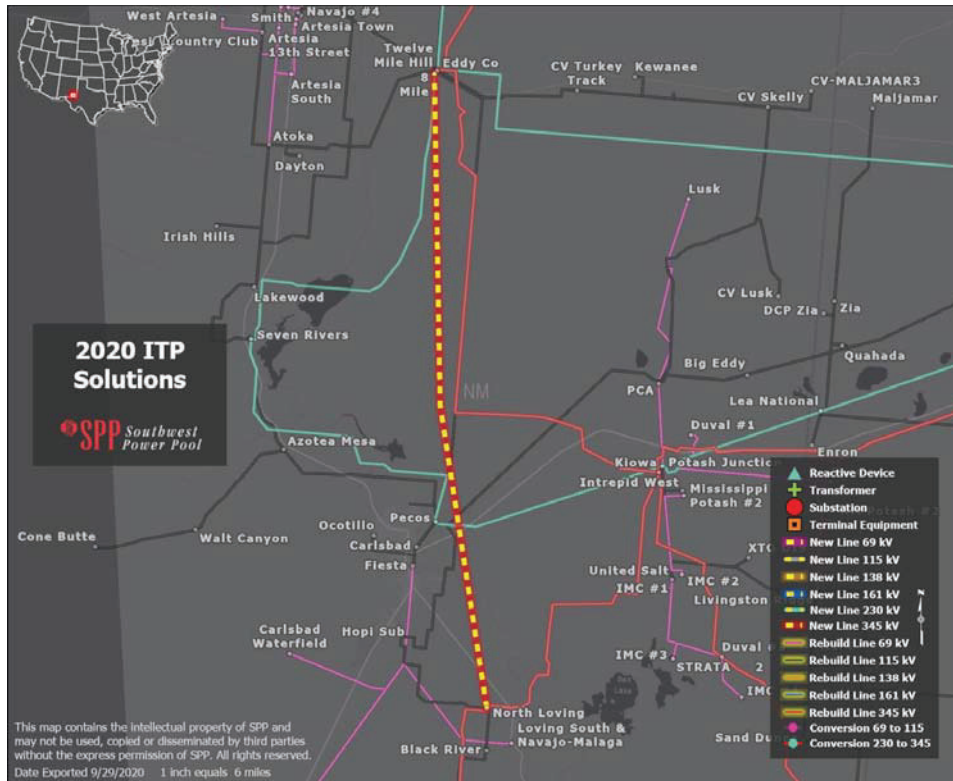 West Artesia
Smith
Navajo #4
Artesia Town
Country Club
Artesia
13th Street
Twelve
Mile Hill
Eddy Co
8
Mile
Artesia
South
CV Turkey
Track
Kewanee
CV-MALJAMAR3
CV Skelly
Maljamar
Atoka
Dayton
Lusk
Irish Hills
Lakewood
CV Lusk
DCP Zia
Zia
Seven Rivers
2020 ITP
Solutions
SPP Southwest
Power Pool
NM
Big Eddy
Quahada
PCA
Lea National
Duval #1
Azotea Mesa
Enron
Kiowa
Potash Junction
Intrepid West
Mississippi
Potash #2
Pecos
Ocotillo
Carlsbad
Cone Butte
Walt Canyon
Fiesta
United Salt
IMC #1
IMC #2
XTO
Livingston
Carlsbad
Waterfield
Hopi Sub
IMC #3
STRATA
Duval
2
IMC
North Loving
Loving South &
Navajo-Malaga
Black River
Sand Dun
Reactive Device
Transformer
Substation
Terminal Equipment
New Line 69 kV
New Line 115 kV
New Line 138 kV
New Line 161 kV
New Line 230 kV
New Line 345 kV
Rebuild Line 69 kV
Rebuild Line 115 kV
Rebuild Line 138 kV
Rebuild Line 161 kV
Rebuild Line 345 kV
Conversion 69 to 115
Conversion 230 to 345
N
This map contains the intellectual property of SPP and
may not be used, copied or disseminated by third parties
without the express permission of SPP. All rights reserved.
Date Exported 9/29/2020 1 inch equals 6 miles